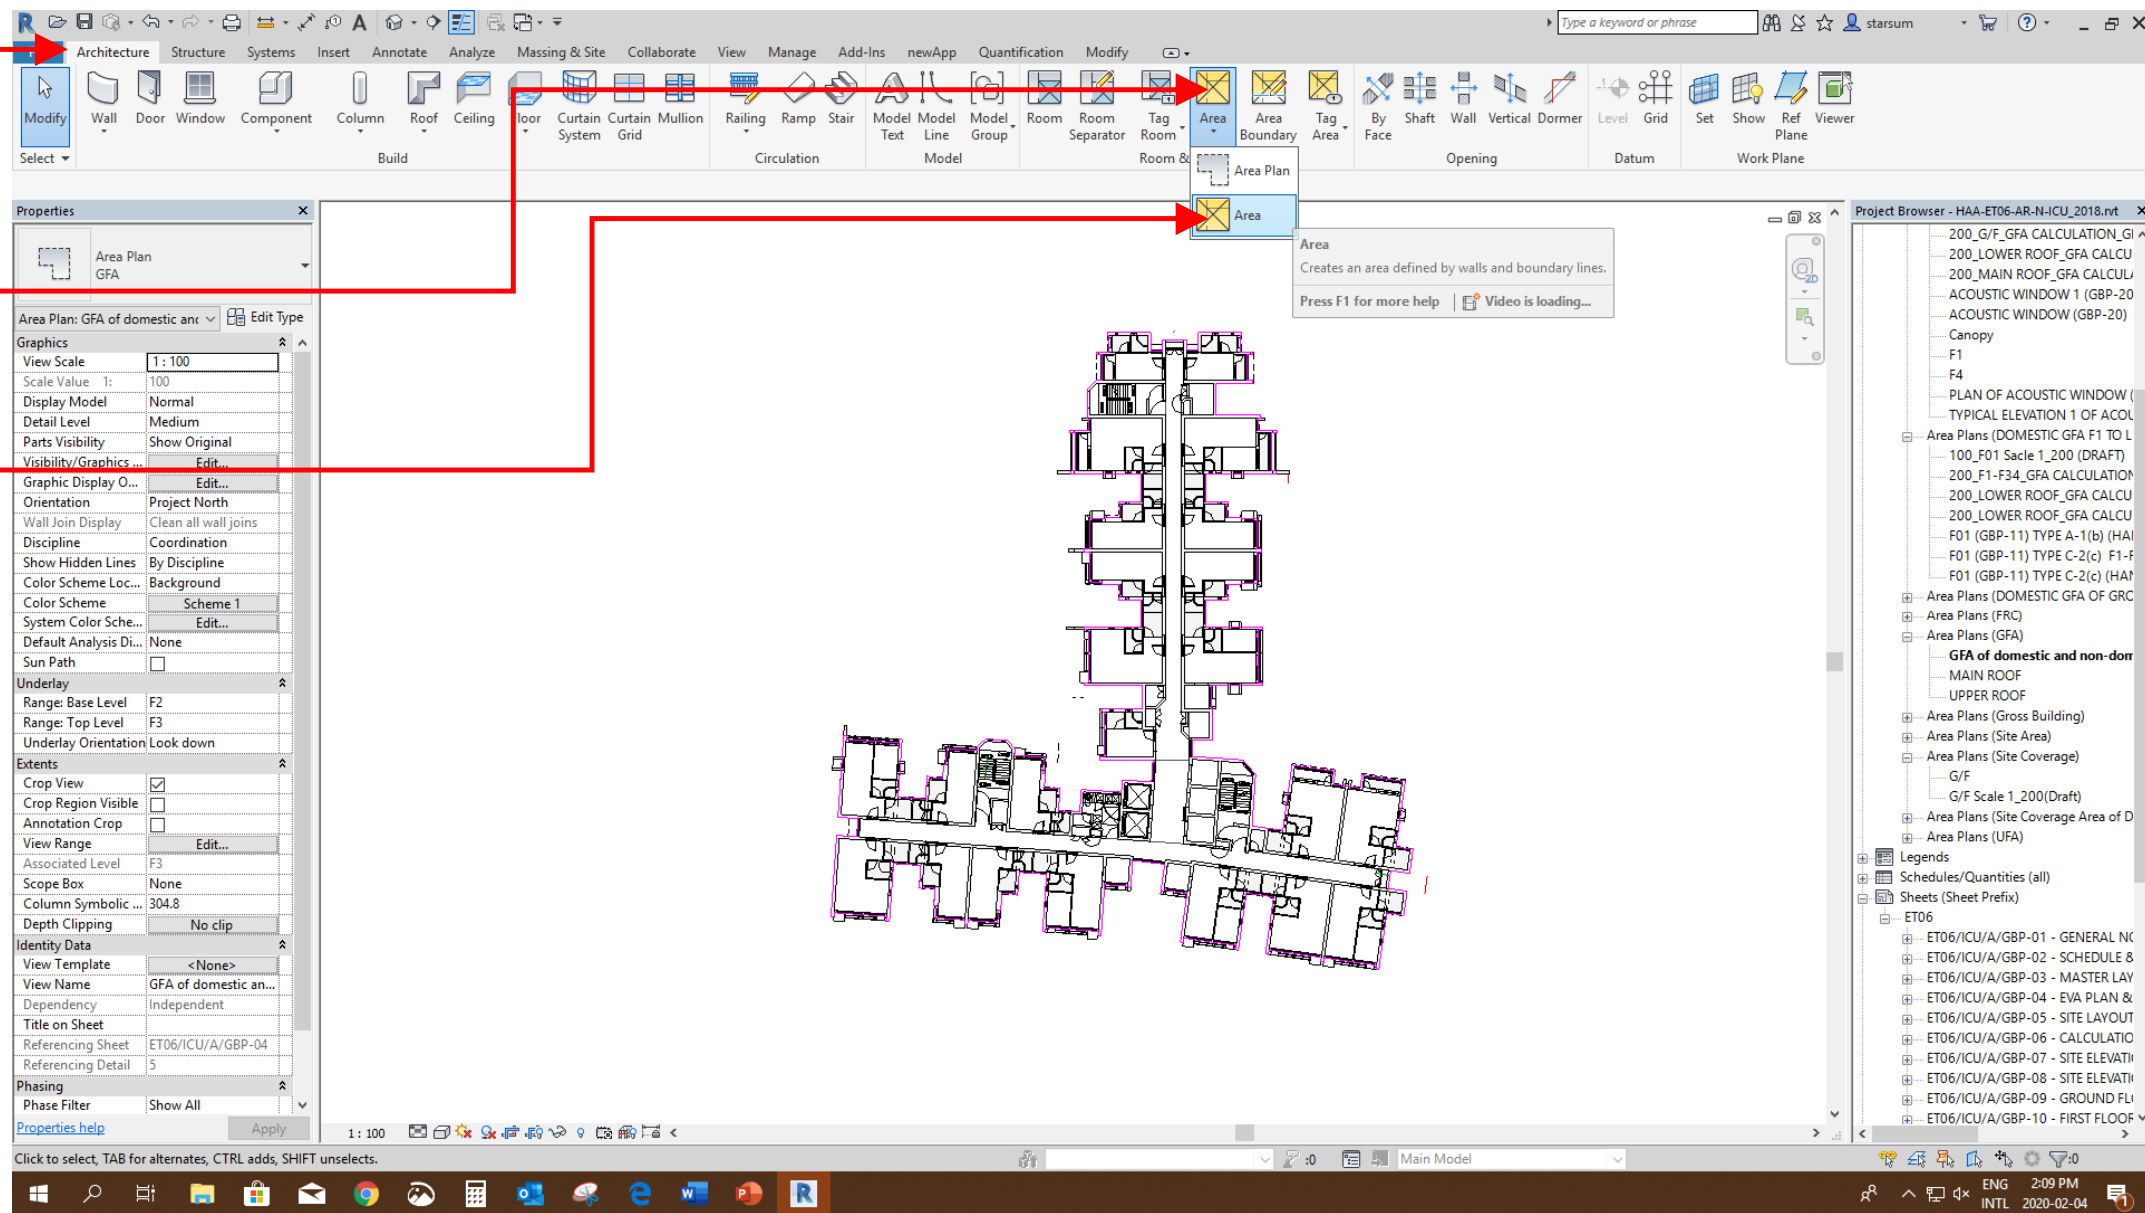 Type a keyword or phrase
starsum
Architecture Structure Systems Insert Annotate Analyze Massing & Site Collaborate View Manage Add-Ins newApp Quantification Modify
Modify Wall Door Window Component Column Roof Ceiling Floor Curtain System Curtain Grid Mullion Railing Ramp Stair Model Text Model Line Model Group Room Room Separator Tag Room Area Area Boundary Tag Area By Face Shaft Wall Vertical Dormer Level Grid Set Show Ref Plane Viewer
Select Build Circulation Model Room & Opening Datum Work Plane
Area Plan
Area
Area
Creates an area defined by walls and boundary lines.
Press F1 for more help Video is loading...
Properties
Area Plan
GFA
Area Plan: GFA of domestic anc Edit Type
Graphics
View Scale 1 : 100
Scale Value 1: 100
Display Model Normal
Detail Level Medium
Parts Visibility Show Original
Visibility/Graphics ... Edit...
Graphic Display O... Edit...
Orientation Project North
Wall Join Display Clean all wall joins
Discipline Coordination
Show Hidden Lines By Discipline
Color Scheme Loc... Background
Color Scheme Scheme 1
System Color Sche... Edit...
Default Analysis Di... None
Sun Path
Underlay
Range: Base Level F2
Range: Top Level F3
Underlay Orientation Look down
Extents
Crop View
Crop Region Visible
Annotation Crop
View Range Edit...
Associated Level F3
Scope Box None
Column Symbolic ... 304.8
Depth Clipping No clip
Identity Data
View Template <None>
View Name GFA of domestic an...
Dependency Independent
Title on Sheet
Referencing Sheet ET06/ICU/A/GBP-04
Referencing Detail 5
Phasing
Phase Filter Show All
Properties help Apply
2D
Project Browser - HAA-ET06-AR-N-ICU_2018.rvt
200_G/F_GFA CALCULATION_GI
200_LOWER ROOF_GFA CALCU
200_MAIN ROOF_GFA CALCULA
ACOUSTIC WINDOW 1 (GBP-20
ACOUSTIC WINDOW (GBP-20)
Canopy
F1
F4
PLAN OF ACOUSTIC WINDOW (
TYPICAL ELEVATION 1 OF ACOU
Area Plans (DOMESTIC GFA F1 TO L
100_F01 Sacle 1_200 (DRAFT)
200_F1-F34_GFA CALCULATION
200_LOWER ROOF_GFA CALCU
200_LOWER ROOF_GFA CALCU
F01 (GBP-11) TYPE A-1(b) (HAI
F01 (GBP-11) TYPE C-2(c) F1-F
F01 (GBP-11) TYPE C-2(c) (HAN
Area Plans (DOMESTIC GFA OF GRO
Area Plans (FRC)
Area Plans (GFA)
GFA of domestic and non-dom
MAIN ROOF
UPPER ROOF
Area Plans (Gross Building)
Area Plans (Site Area)
Area Plans (Site Coverage)
G/F
G/F Scale 1_200(Draft)
Area Plans (Site Coverage Area of D
Area Plans (UFA)
Legends
Schedules/Quantities (all)
Sheets (Sheet Prefix)
ET06
ET06/ICU/A/GBP-01 - GENERAL NO
ET06/ICU/A/GBP-02 - SCHEDULE &
ET06/ICU/A/GBP-03 - MASTER LAY
ET06/ICU/A/GBP-04 - EVA PLAN &
ET06/ICU/A/GBP-05 - SITE LAYOUT
ET06/ICU/A/GBP-06 - CALCULATIO
ET06/ICU/A/GBP-07 - SITE ELEVATI
ET06/ICU/A/GBP-08 - SITE ELEVATI
ET06/ICU/A/GBP-09 - GROUND FL
ET06/ICU/A/GBP-10 - FIRST FLOOR
1 : 100
Click to select, TAB for alternates, CTRL adds, SHIFT unselects.
:0 Main Model :0
ENG 2:09 PM
INTL 2020-02-04
1